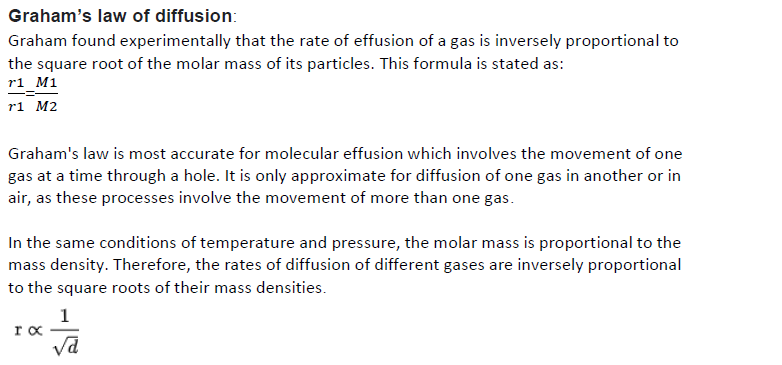 Graham's law of diffusion:
Graham found experimentally that the rate of effusion of a gas is inversely proportional to
the square root of the molar mass of its particles. This formula is stated as:
r1 M1
=
r1 M2
Graham's law is most accurate for molecular effusion which involves the movement of one
gas at a time through a hole. It is only approximate for diffusion of one gas in another or in
air, as these processes involve the movement of more than one gas.
In the same conditions of temperature and pressure, the molar mass is proportional to the
mass density. Therefore, the rates of diffusion of different gases are inversely proportional
to the square roots of their mass densities.
r ∝ 1/√d